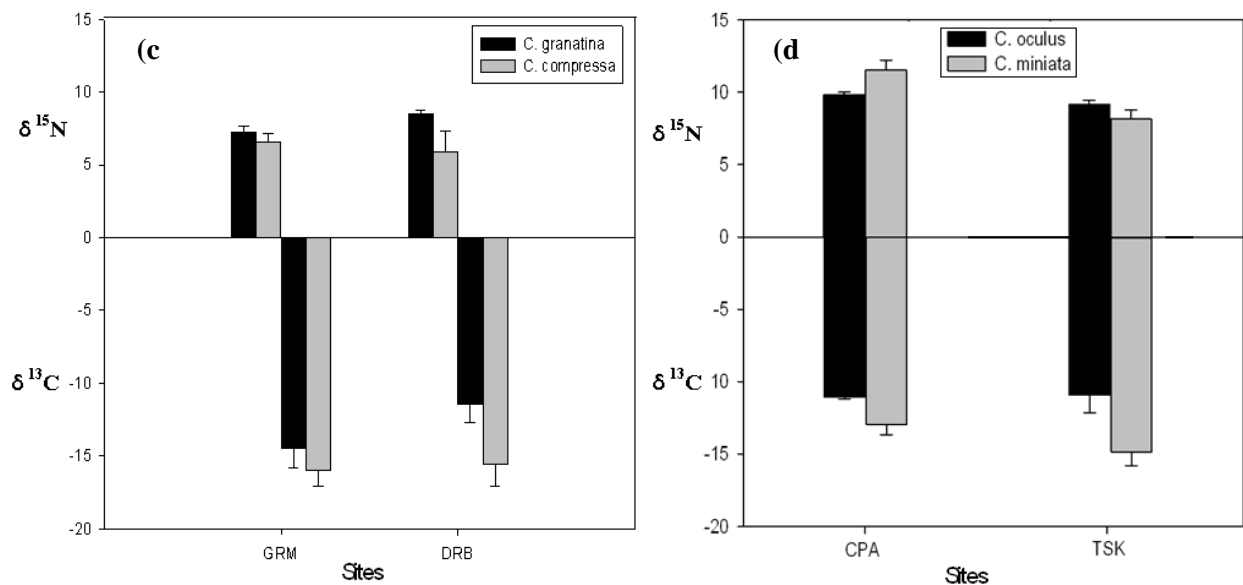 (c)
C. granatina
C. compressa
15
10
5
0
-5
-10
-15
-20
δ 15N
δ 13C
GRM
DRB
Sites
(d
C. oculus
C. miniata
15
10
5
0
-5
-10
-15
-20
δ 15N
δ 13C
CPA
TSK
Sites